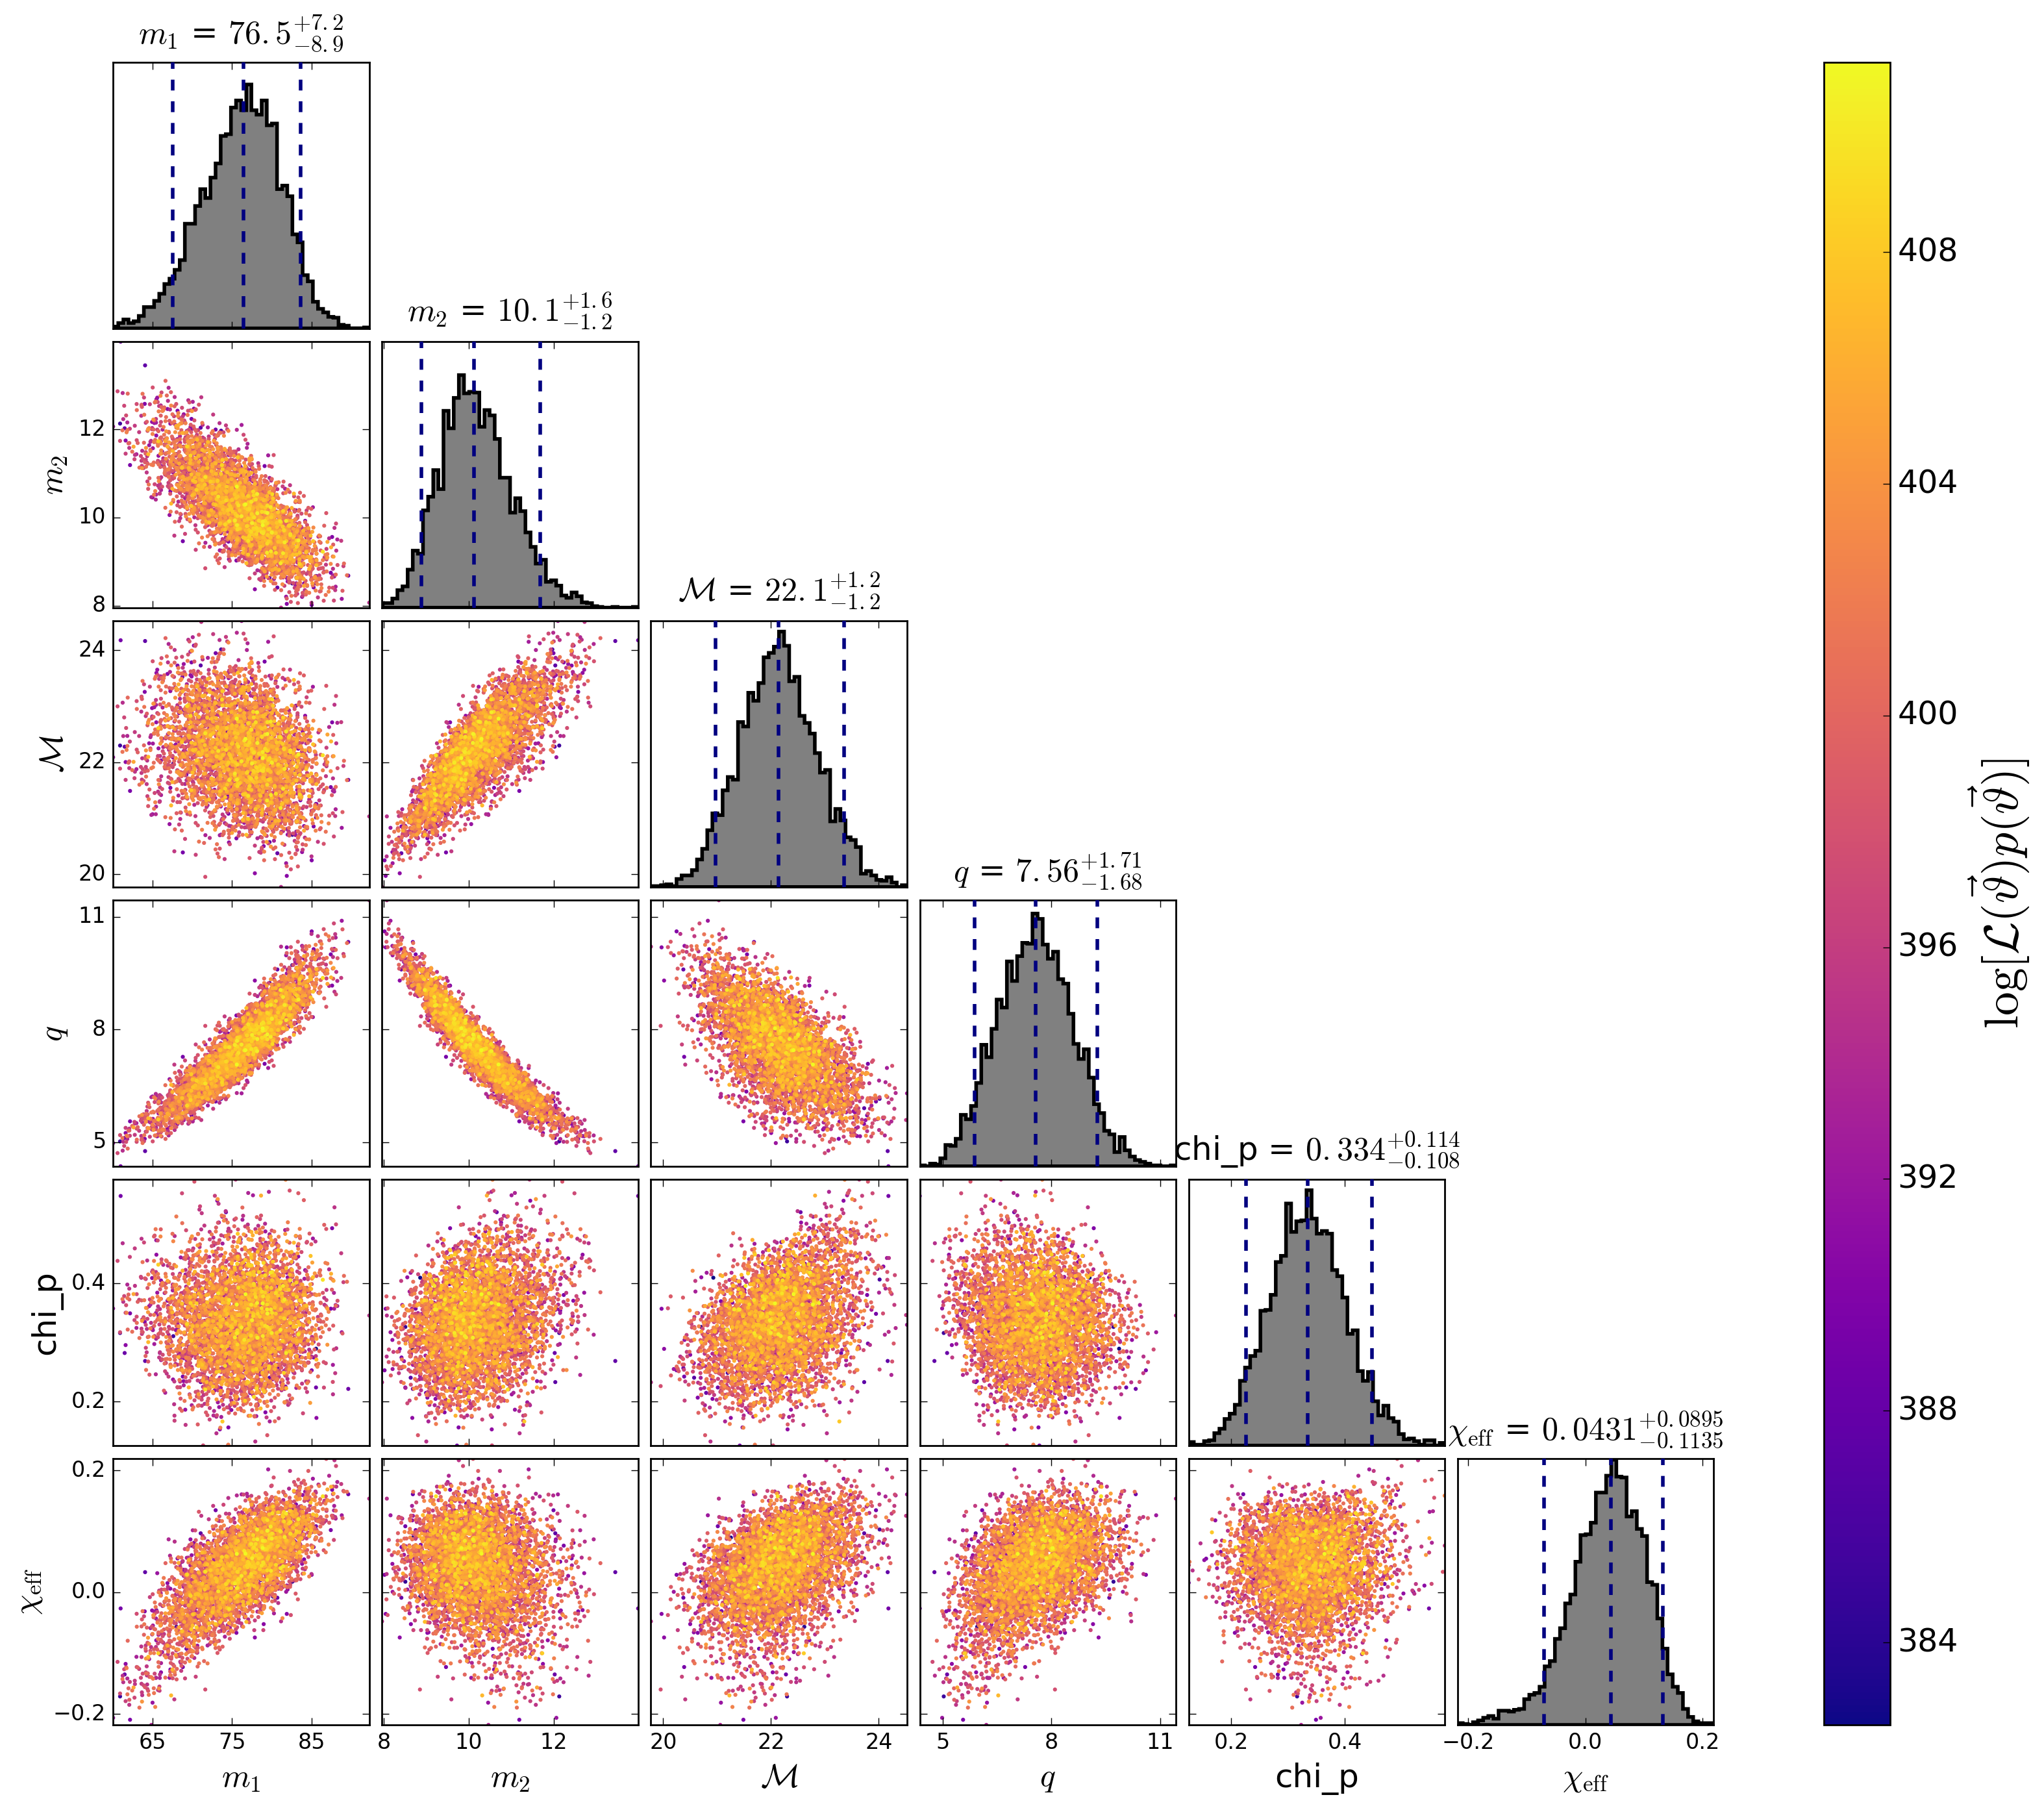 m₁ = 76.5 +7.2 −8.9
m₂ = 10.1 +1.6 −1.2
ℳ = 22.1 +1.2 −1.2
q = 7.56 +1.71 −1.68
chi_p = 0.334 +0.114 −0.108
χeff = 0.0431 +0.0895 −0.1135
m₂
12
10
8
ℳ
24
22
20
q
11
8
5
chi_p
0.4
0.2
χeff
0.2
0.0
−0.2
65 75 85
8 10 12
20 22 24
5 8 11
0.2 0.4
−0.2 0.0 0.2
m₁
m₂
ℳ
q
chi_p
χeff
408
404
400
396
392
388
384
log[ℒ(ϑ⃗)p(ϑ⃗)]